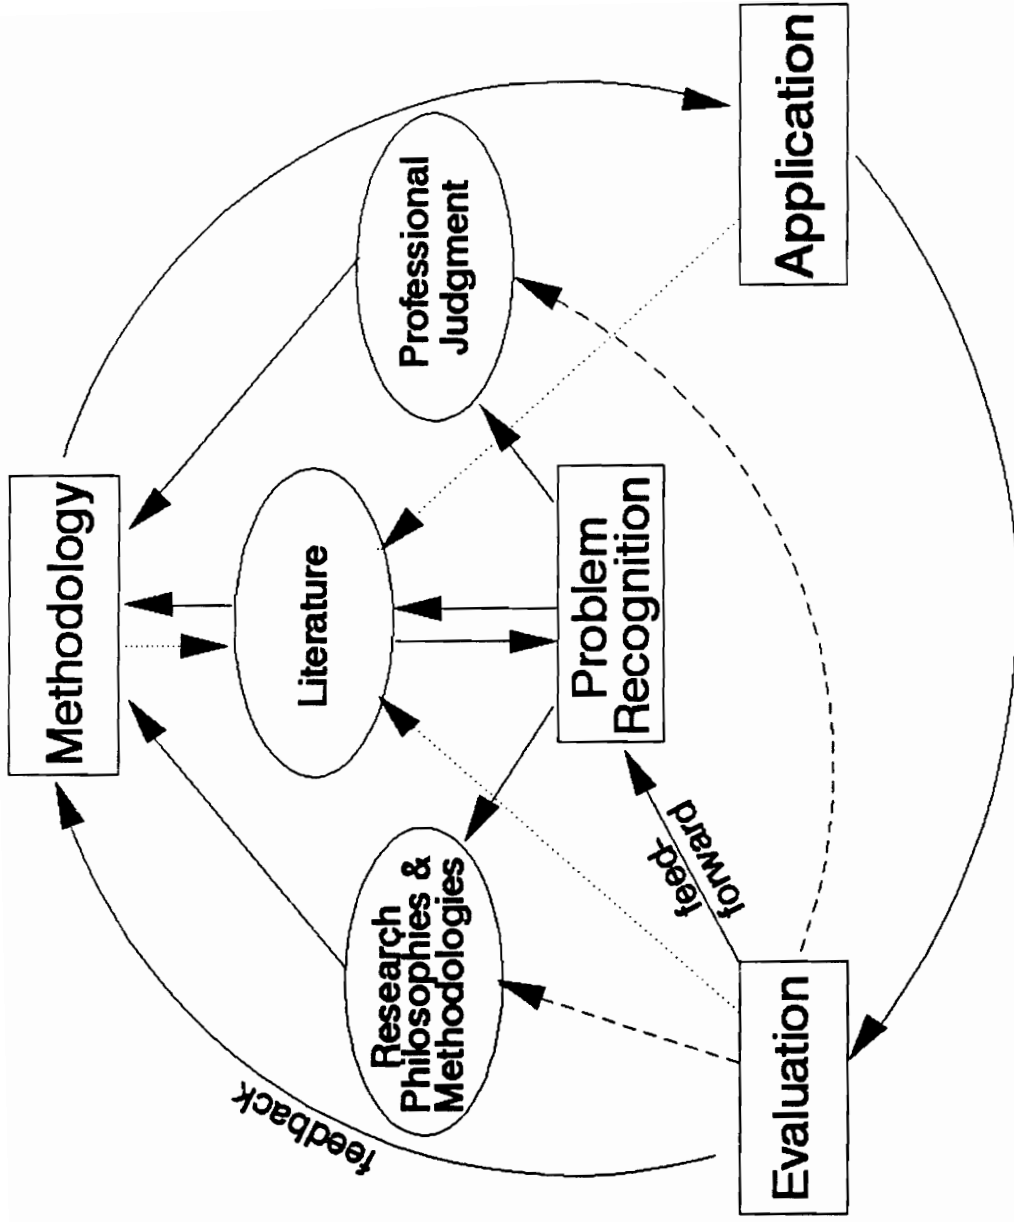 Methodology
feedback
Literature
Research
Philosophies &
Methodologies
Professional
Judgment
Problem
Recognition
feed-
forward
Evaluation
Application